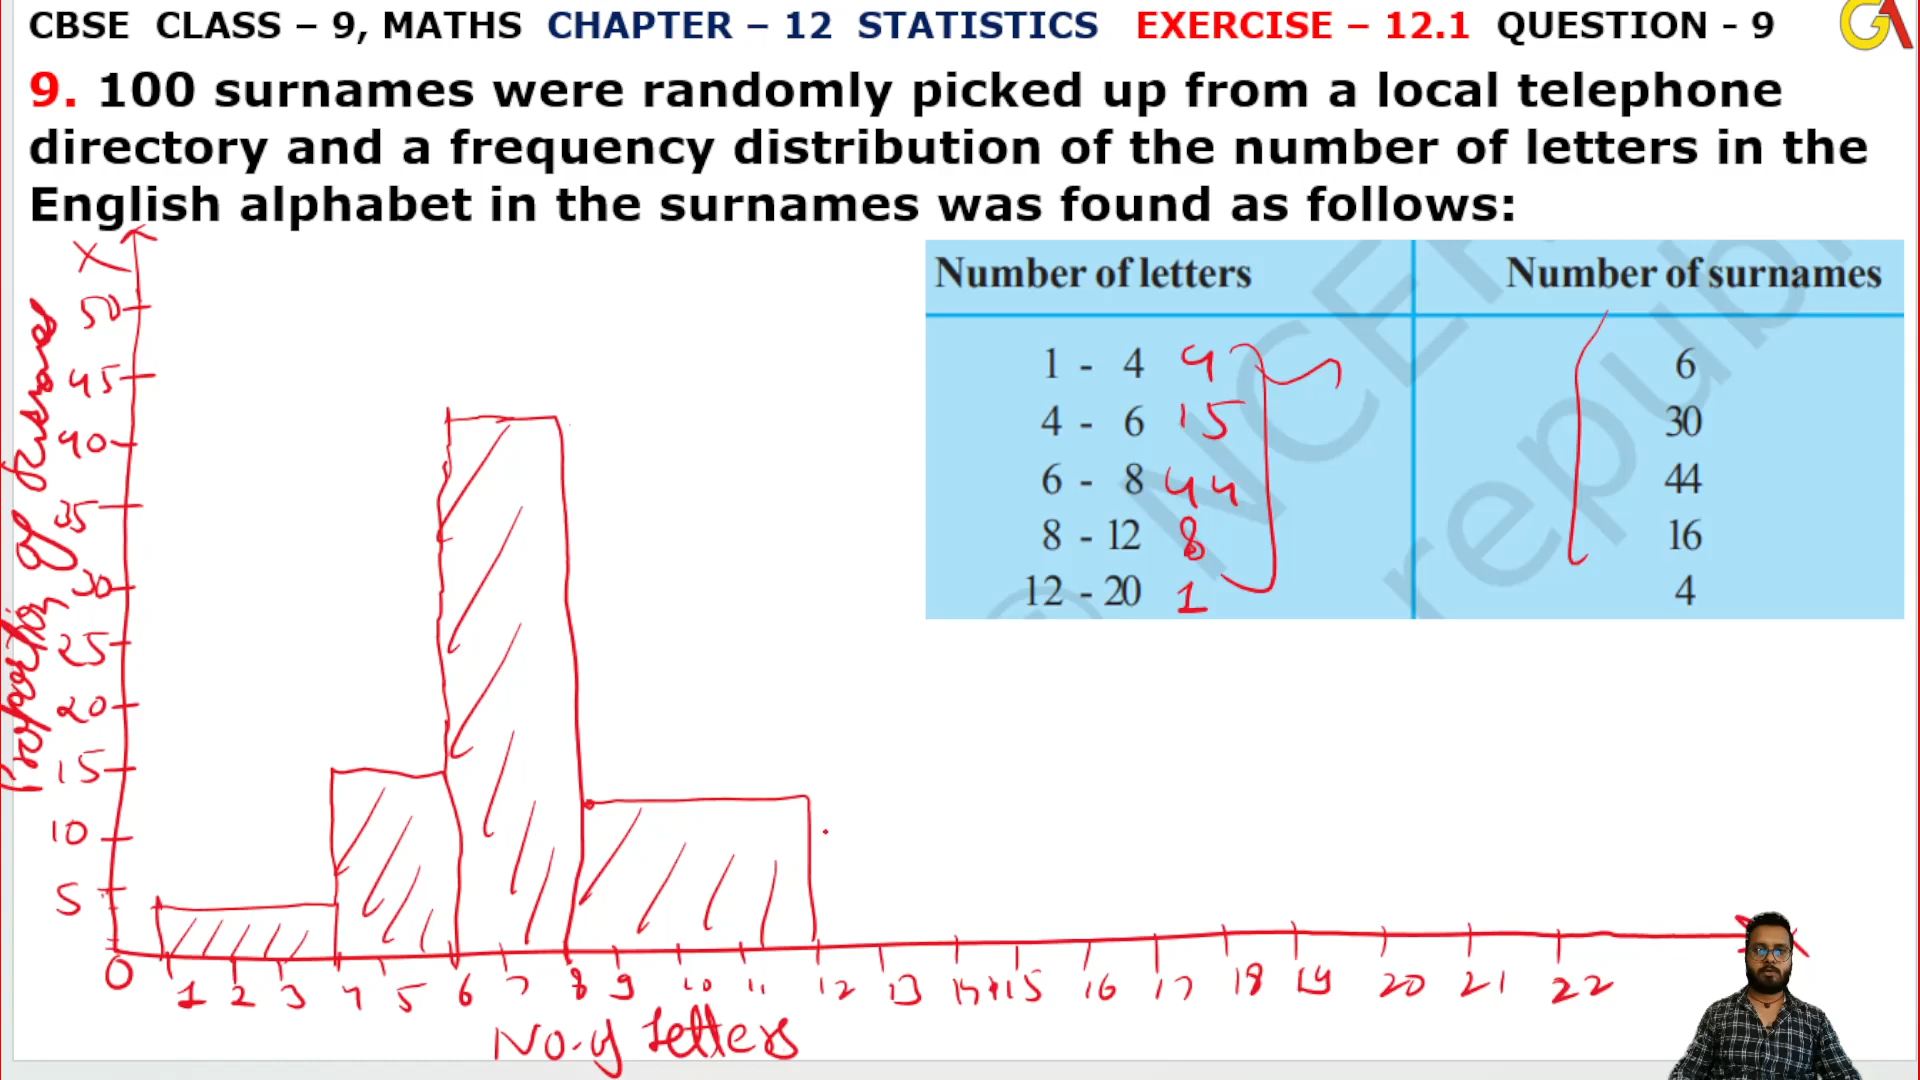 CBSE CLASS – 9, MATHS CHAPTER – 12 STATISTICS EXERCISE – 12.1 QUESTION - 9
GA
9. 100 surnames were randomly picked up from a local telephone
directory and a frequency distribution of the number of letters in the
English alphabet in the surnames was found as follows:
Number of letters Number of surnames
1 - 4 4 6
4 - 6 15 30
6 - 8 44 44
8 - 12 8 16
12 - 20 1 4
X
50
45
40
35
30
25
20
15
10
5
Proportion of surnames
0 1 2 3 4 5 6 7 8 9 10 11 12 13 14 15 16 17 18 19 20 21 22
No. of letters